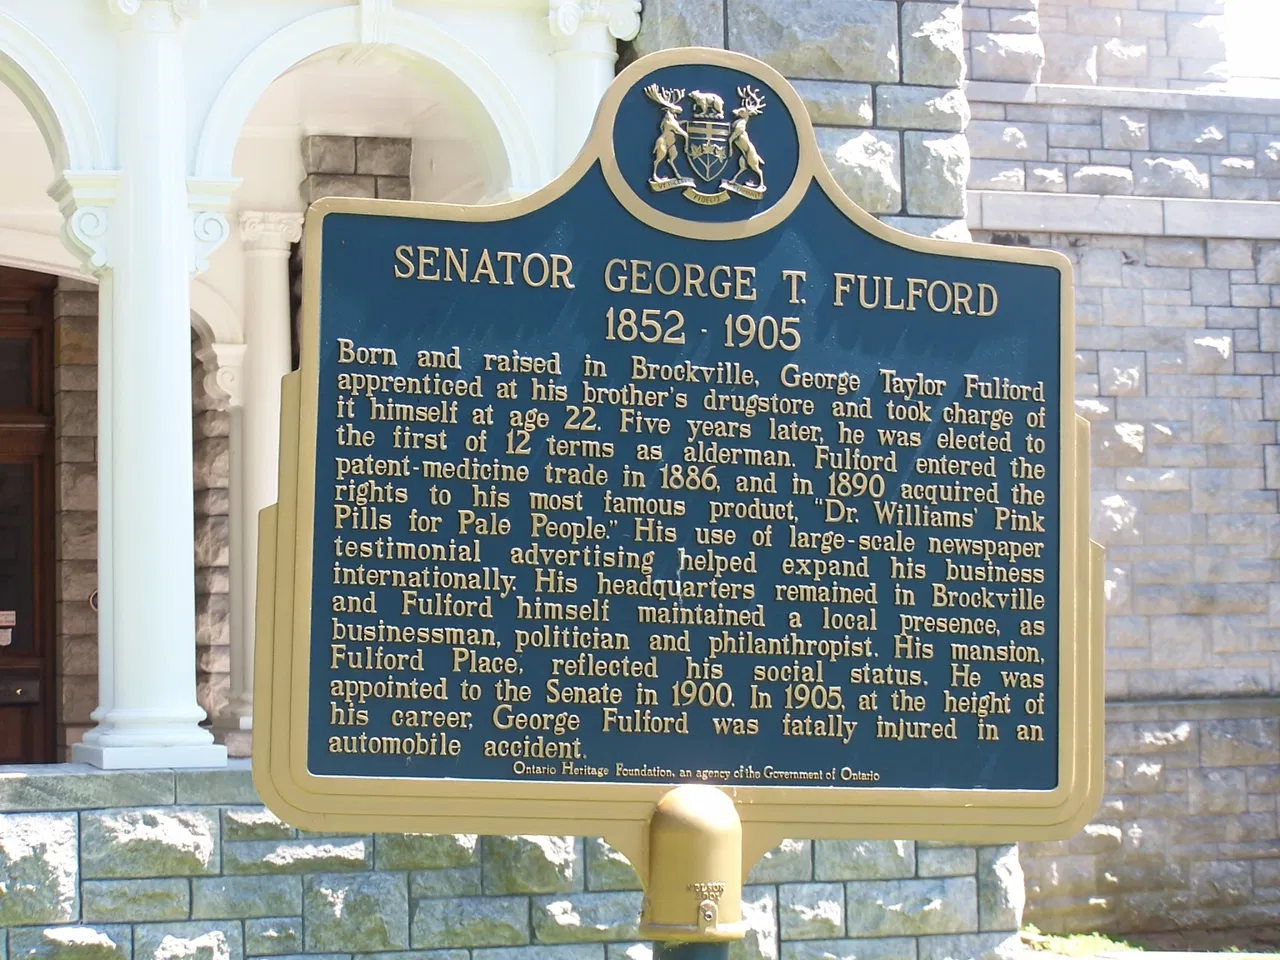 FIDELIS
SENATOR GEORGE T. FULFORD
1852 - 1905
Born and raised in Brockville, George Taylor Fulford
apprenticed at his brother's drugstore and took charge of
it himself at age 22. Five years later, he was elected to
the first of 12 terms as alderman. Fulford entered the
patent-medicine trade in 1886, and in 1890 acquired the
rights to his most famous product, "Dr. Williams' Pink
Pills for Pale People." His use of large-scale newspaper
testimonial advertising helped expand his business
internationally. His headquarters remained in Brockville
and Fulford himself maintained a local presence, as
businessman, politician and philanthropist. His mansion,
Fulford Place, reflected his social status. He was
appointed to the Senate in 1900. In 1905, at the height of
his career, George Fulford was fatally injured in an
automobile accident.
Ontario Heritage Foundation, an agency of the Government of Ontario